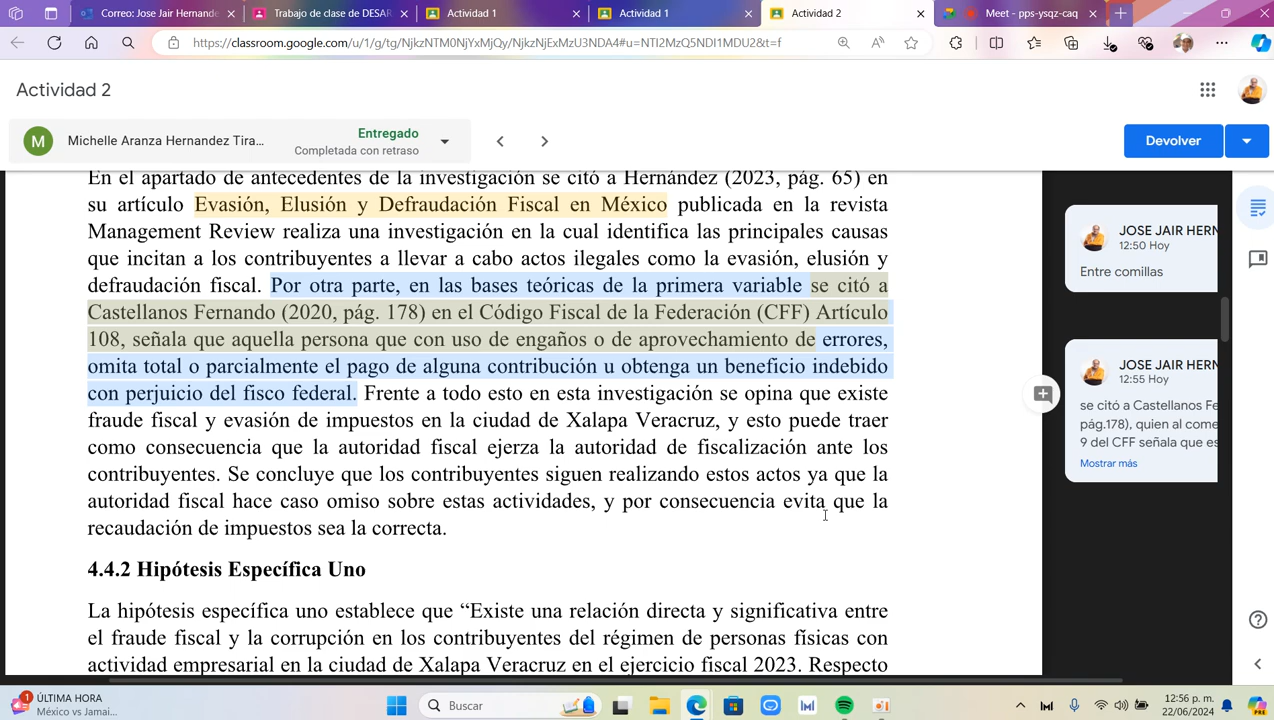 Correo: Jose Jair Hernande
Trabajo de clase de DESAR
Actividad 1
Actividad 1
Actividad 2
Meet - pps-ysqz-caq
https://classroom.google.com/u/1/g/tg/NjkzNTM0NjYxMjQy/NjkzNjExMzU3NDA4#u=NTI2MzQ5NDI1MDU2&t=f
Actividad 2
M
Michelle Aranza Hernandez Tira...
Entregado
Completada con retraso
Devolver
En el apartado de antecedentes de la investigación se citó a Hernández (2023, pág. 65) en
su artículo Evasión, Elusión y Defraudación Fiscal en México publicada en la revista
Management Review realiza una investigación en la cual identifica las principales causas
que incitan a los contribuyentes a llevar a cabo actos ilegales como la evasión, elusión y
defraudación fiscal. Por otra parte, en las bases teóricas de la primera variable se citó a
Castellanos Fernando (2020, pág. 178) en el Código Fiscal de la Federación (CFF) Artículo
108, señala que aquella persona que con uso de engaños o de aprovechamiento de errores,
omita total o parcialmente el pago de alguna contribución u obtenga un beneficio indebido
con perjuicio del fisco federal. Frente a todo esto en esta investigación se opina que existe
fraude fiscal y evasión de impuestos en la ciudad de Xalapa Veracruz, y esto puede traer
como consecuencia que la autoridad fiscal ejerza la autoridad de fiscalización ante los
contribuyentes. Se concluye que los contribuyentes siguen realizando estos actos ya que la
autoridad fiscal hace caso omiso sobre estas actividades, y por consecuencia evita que la
recaudación de impuestos sea la correcta.
4.4.2 Hipótesis Específica Uno
La hipótesis específica uno establece que “Existe una relación directa y significativa entre
el fraude fiscal y la corrupción en los contribuyentes del régimen de personas físicas con
actividad empresarial en la ciudad de Xalapa Veracruz en el ejercicio fiscal 2023. Respecto
JOSE JAIR HERN
12:50 Hoy
Entre comillas
JOSE JAIR HERN
12:55 Hoy
se citó a Castellanos Fe
pág.178), quien al come
9 del CFF señala que es
Mostrar más
1
ÚLTIMA HORA
México vs Jamai...
Buscar
12:56 p. m.
22/06/2024
PRE